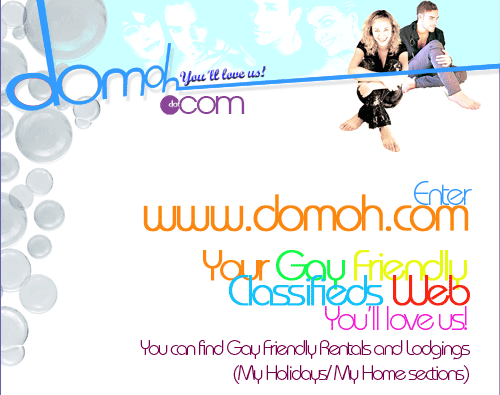 domoh You'll love us!
dot com
Enter
www.domoh.com
Your Gay Friendly
Classifieds Web
You'll love us!
You can find Gay Friendly Rentals and Lodgings
(My Holidays/ My Home sections)